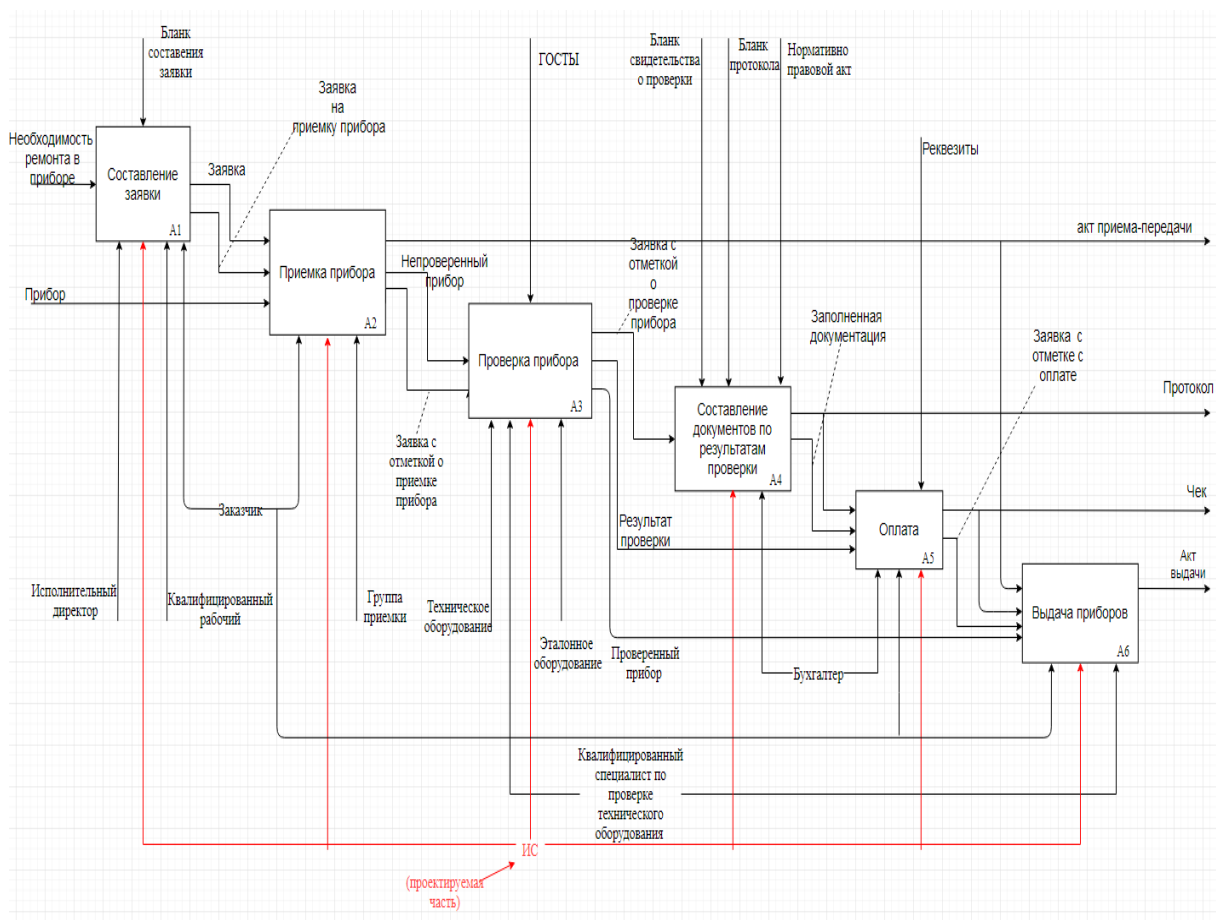 Бланк
соствения
заявки
ГОСТЫ
Бланк
свидетельства
о проверки
Бланк
протокола
Нормативно
правовой акт
Заявка
на
приемку прибора
Необходимость
ремонта в
приборе
Составление
заявки
A1
Заявка
Реквезиты
акт приема-передачи
Приемка прибора
A2
Непроверенный
прибор
Заявка с
отметкой
о
проверке
прибора
Прибор
Заполненная
документация
Заявка с
отметке с
оплате
Проверка прибора
A3
Протокол
Составление
документов по
результатам
проверки
A4
Заявка с
отметкой о
приемке
прибора
Чек
Заказчик
Результат
проверки
Оплата
A5
Акт
выдачи
Исполнительный
директор
Квалифицированный
рабочий
Группа
приемки
Техническое
оборудование
Эталонное
оборудование
Проверенный
прибор
Выдача приборов
A6
Бухгалтер
Квалифицированный
специалист по
проверке
технического
оборудования
ИС
(проектируемая
часть)